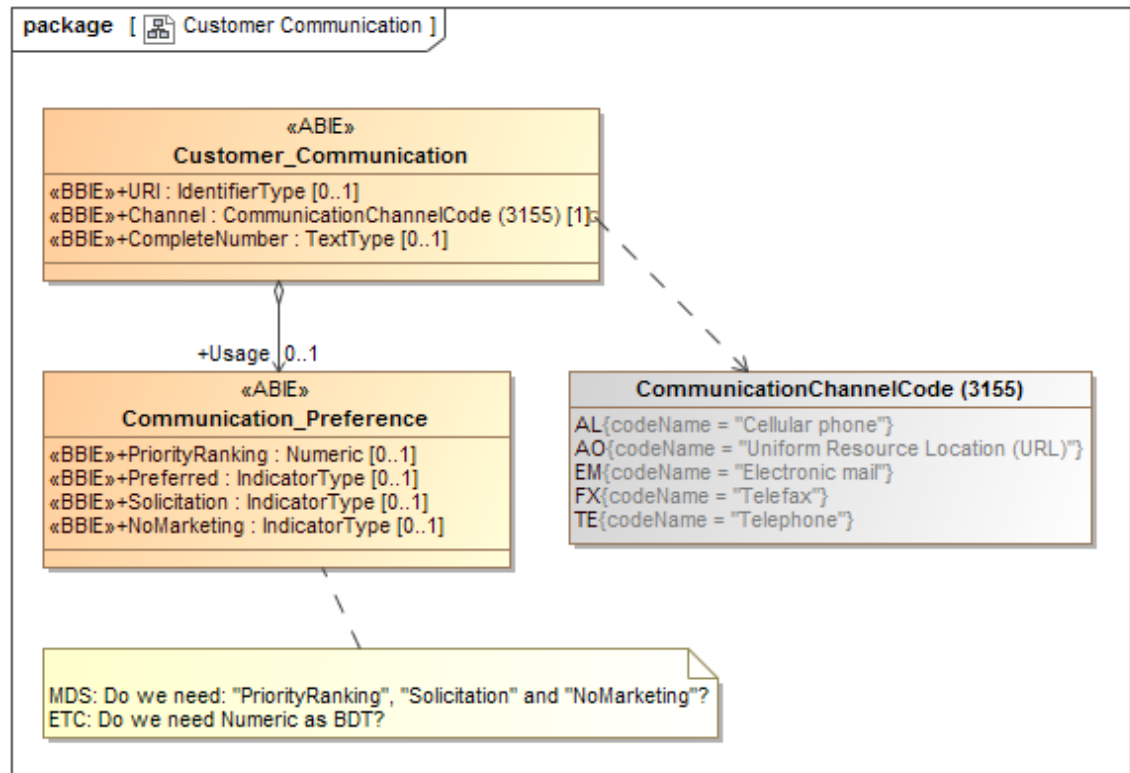 package [ Customer Communication ]
«ABIE»
Customer_Communication
«BBIE»+URI : IdentifierType [0..1]
«BBIE»+Channel : CommunicationChannelCode (3155) [1]
«BBIE»+CompleteNumber : TextType [0..1]
+Usage 0..1
«ABIE»
Communication_Preference
«BBIE»+PriorityRanking : Numeric [0..1]
«BBIE»+Preferred : IndicatorType [0..1]
«BBIE»+Solicitation : IndicatorType [0..1]
«BBIE»+NoMarketing : IndicatorType [0..1]
CommunicationChannelCode (3155)
AL{codeName = "Cellular phone"}
AO{codeName = "Uniform Resource Location (URL)"}
EM{codeName = "Electronic mail"}
FX{codeName = "Telefax"}
TE{codeName = "Telephone"}
MDS: Do we need: "PriorityRanking", "Solicitation" and "NoMarketing"?
ETC: Do we need Numeric as BDT?